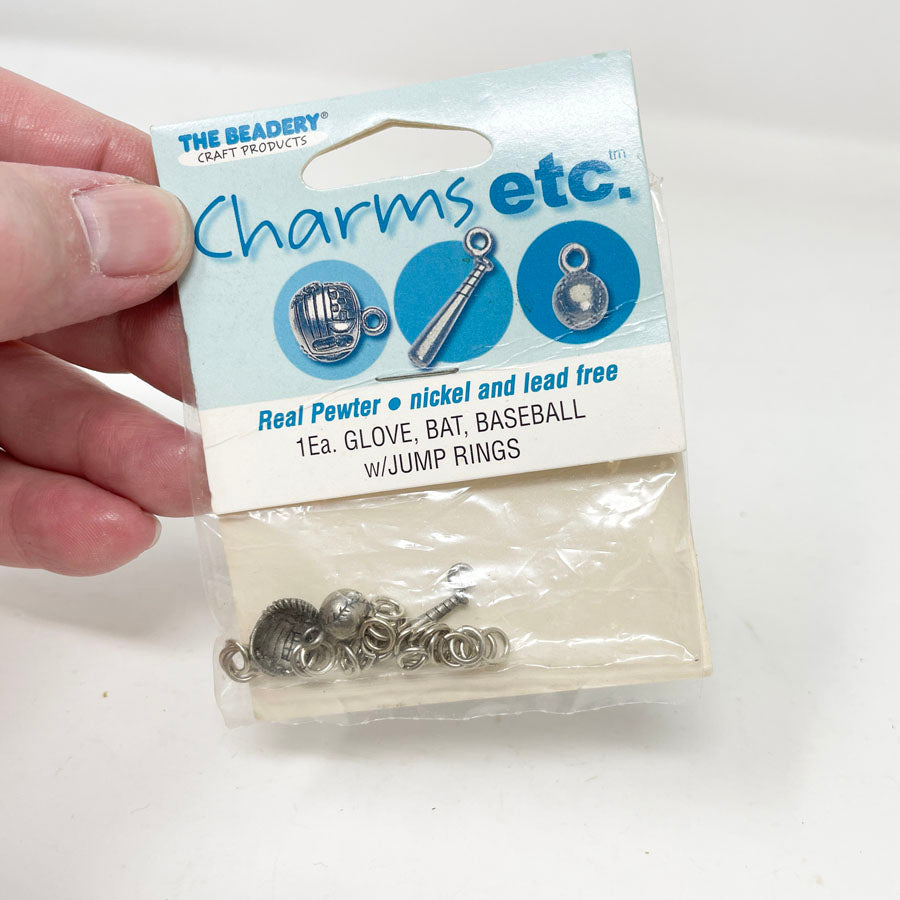 THE BEADERY®
CRAFT PRODUCTS
Charms etc.™
Real Pewter • nickel and lead free
1Ea. GLOVE, BAT, BASEBALL
w/JUMP RINGS